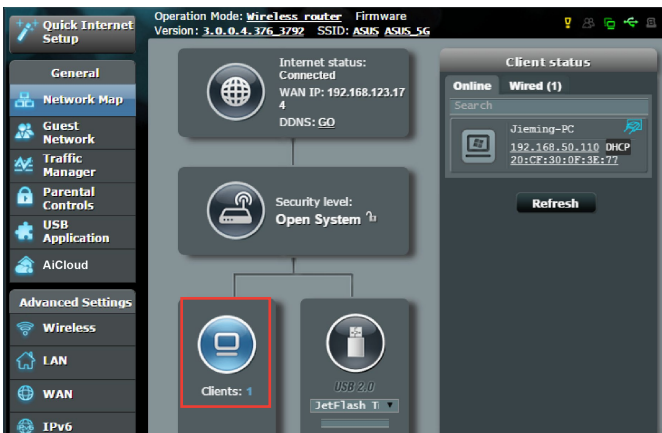 Quick Internet
Setup
General
Network Map
Guest
Network
Traffic
Manager
Parental
Controls
USB
Application
AiCloud
Advanced Settings
Wireless
LAN
WAN
IPv6
Operation Mode: Wireless router Firmware
Version: 3.0.0.4.376_3792 SSID: ASUS ASUS_5G
Internet status:
Connected
WAN IP: 192.168.123.17
4
DDNS: GO
Security level:
Open System
Clients: 1
USB 2.0
JetFlash T
Client status
Online Wired (1)
Search
Jieming-PC
192.168.50.110 DHCP
20:CF:30:0F:3E:77
Refresh